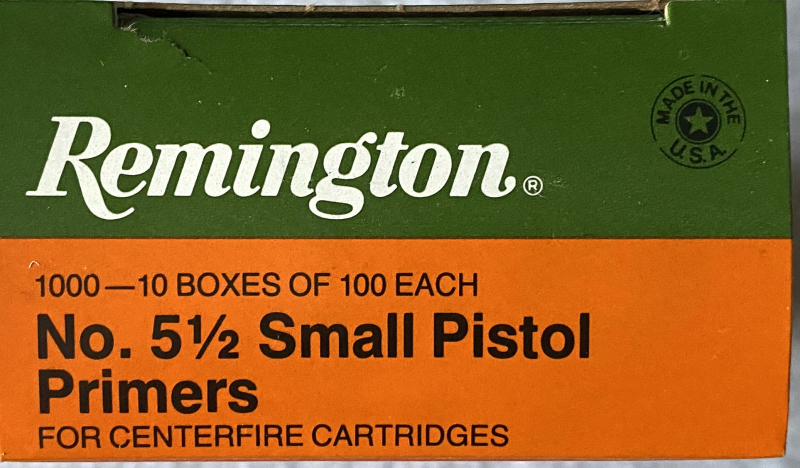 MADE IN THE
U.S.A.
Remington®
1000—10 BOXES OF 100 EACH
No. 5½ Small Pistol
Primers
FOR CENTERFIRE CARTRIDGES